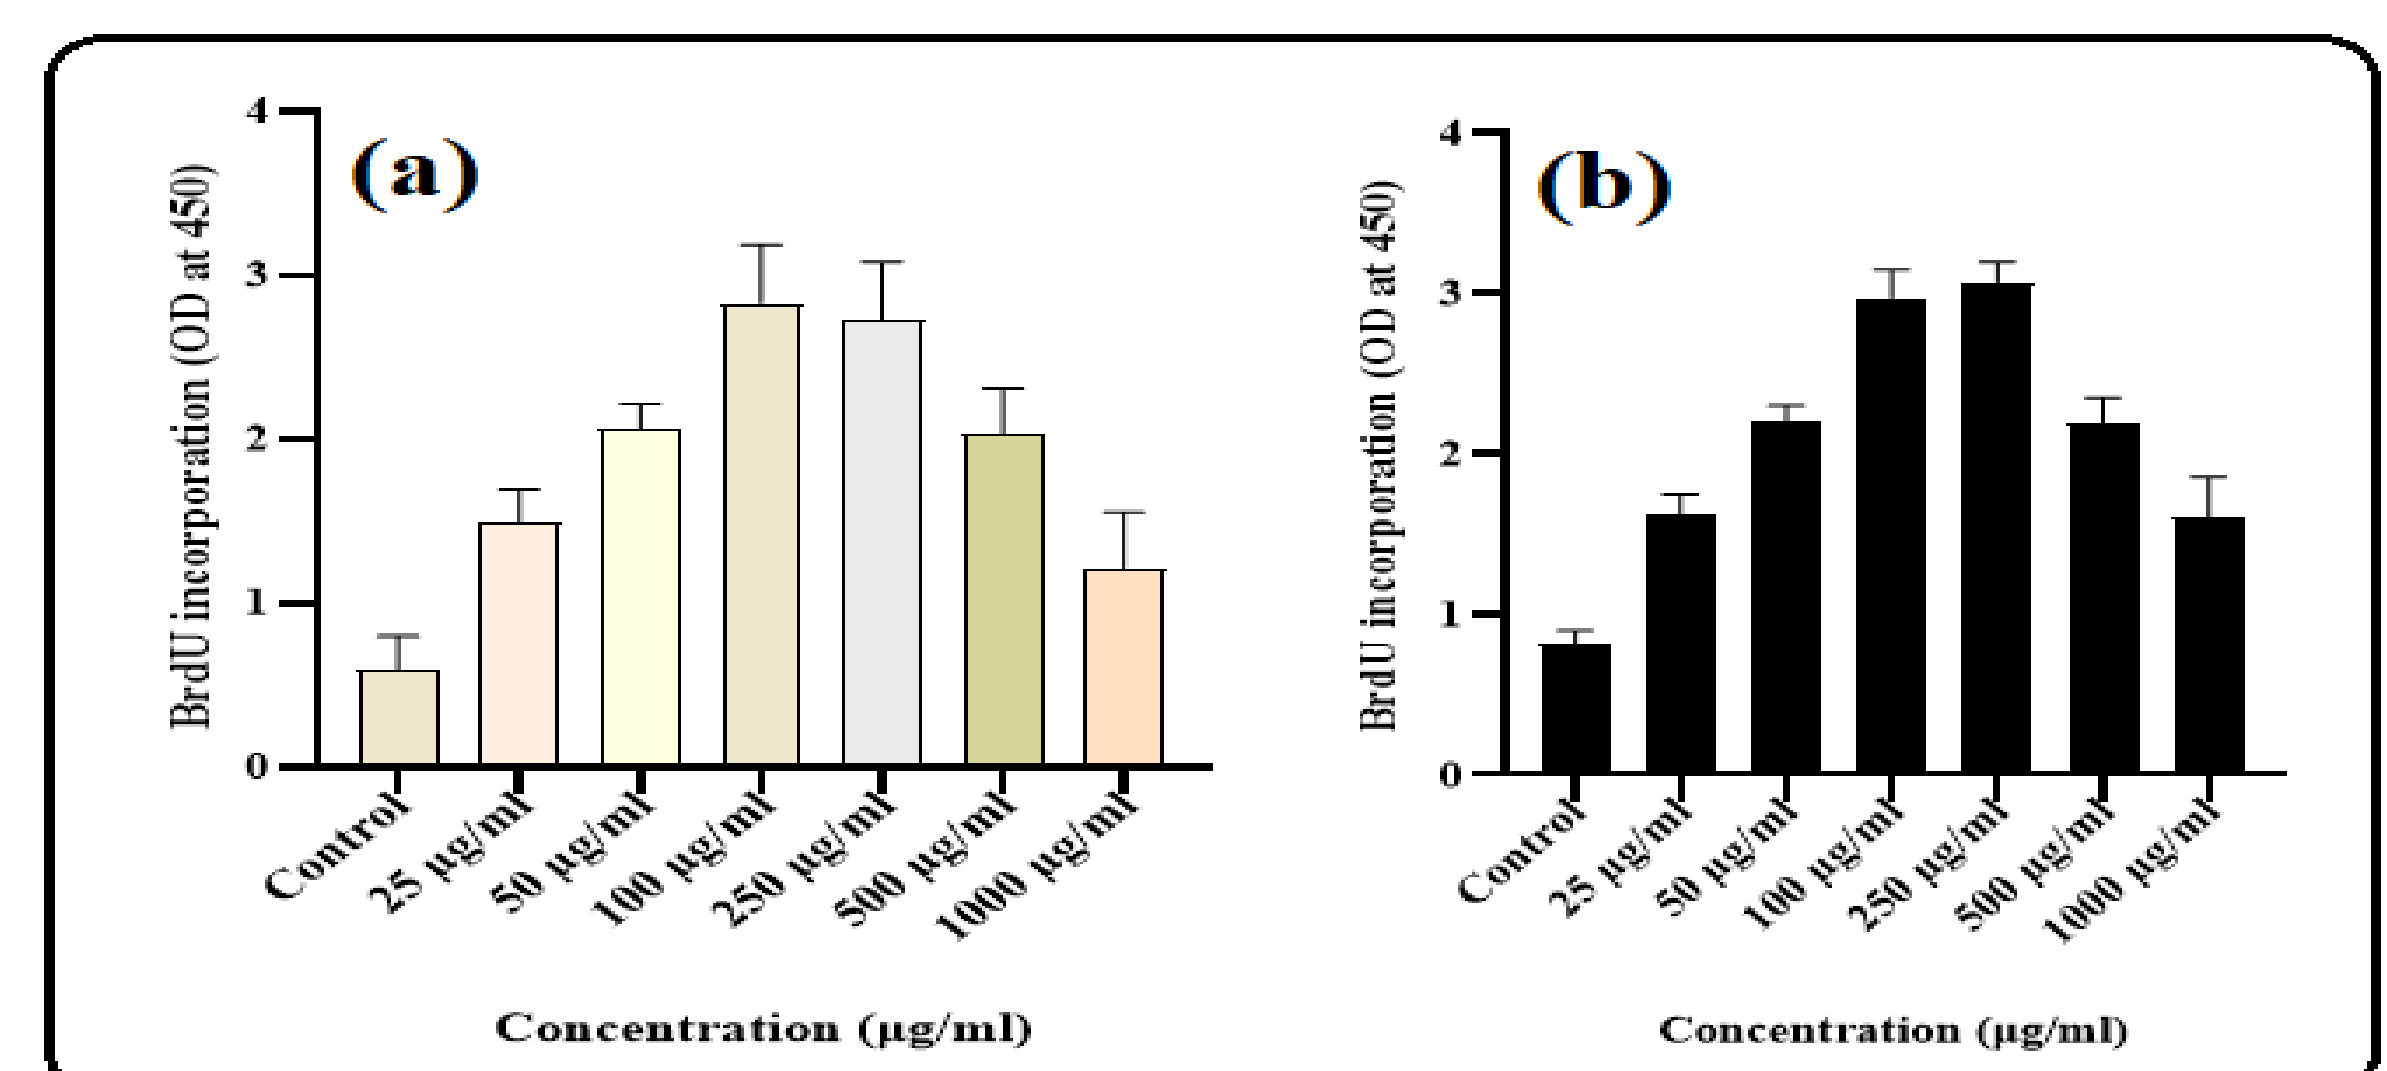 (a)
BrdU incorporation (OD at 450)
4
3
2
1
0
Control
25 µg/ml
50 µg/ml
100 µg/ml
250 µg/ml
500 µg/ml
1000 µg/ml
Concentration (µg/ml)
(b)
BrdU incorporation (OD at 450)
4
3
2
1
0
Control
25 µg/ml
50 µg/ml
100 µg/ml
250 µg/ml
500 µg/ml
1000 µg/ml
Concentration (µg/ml)